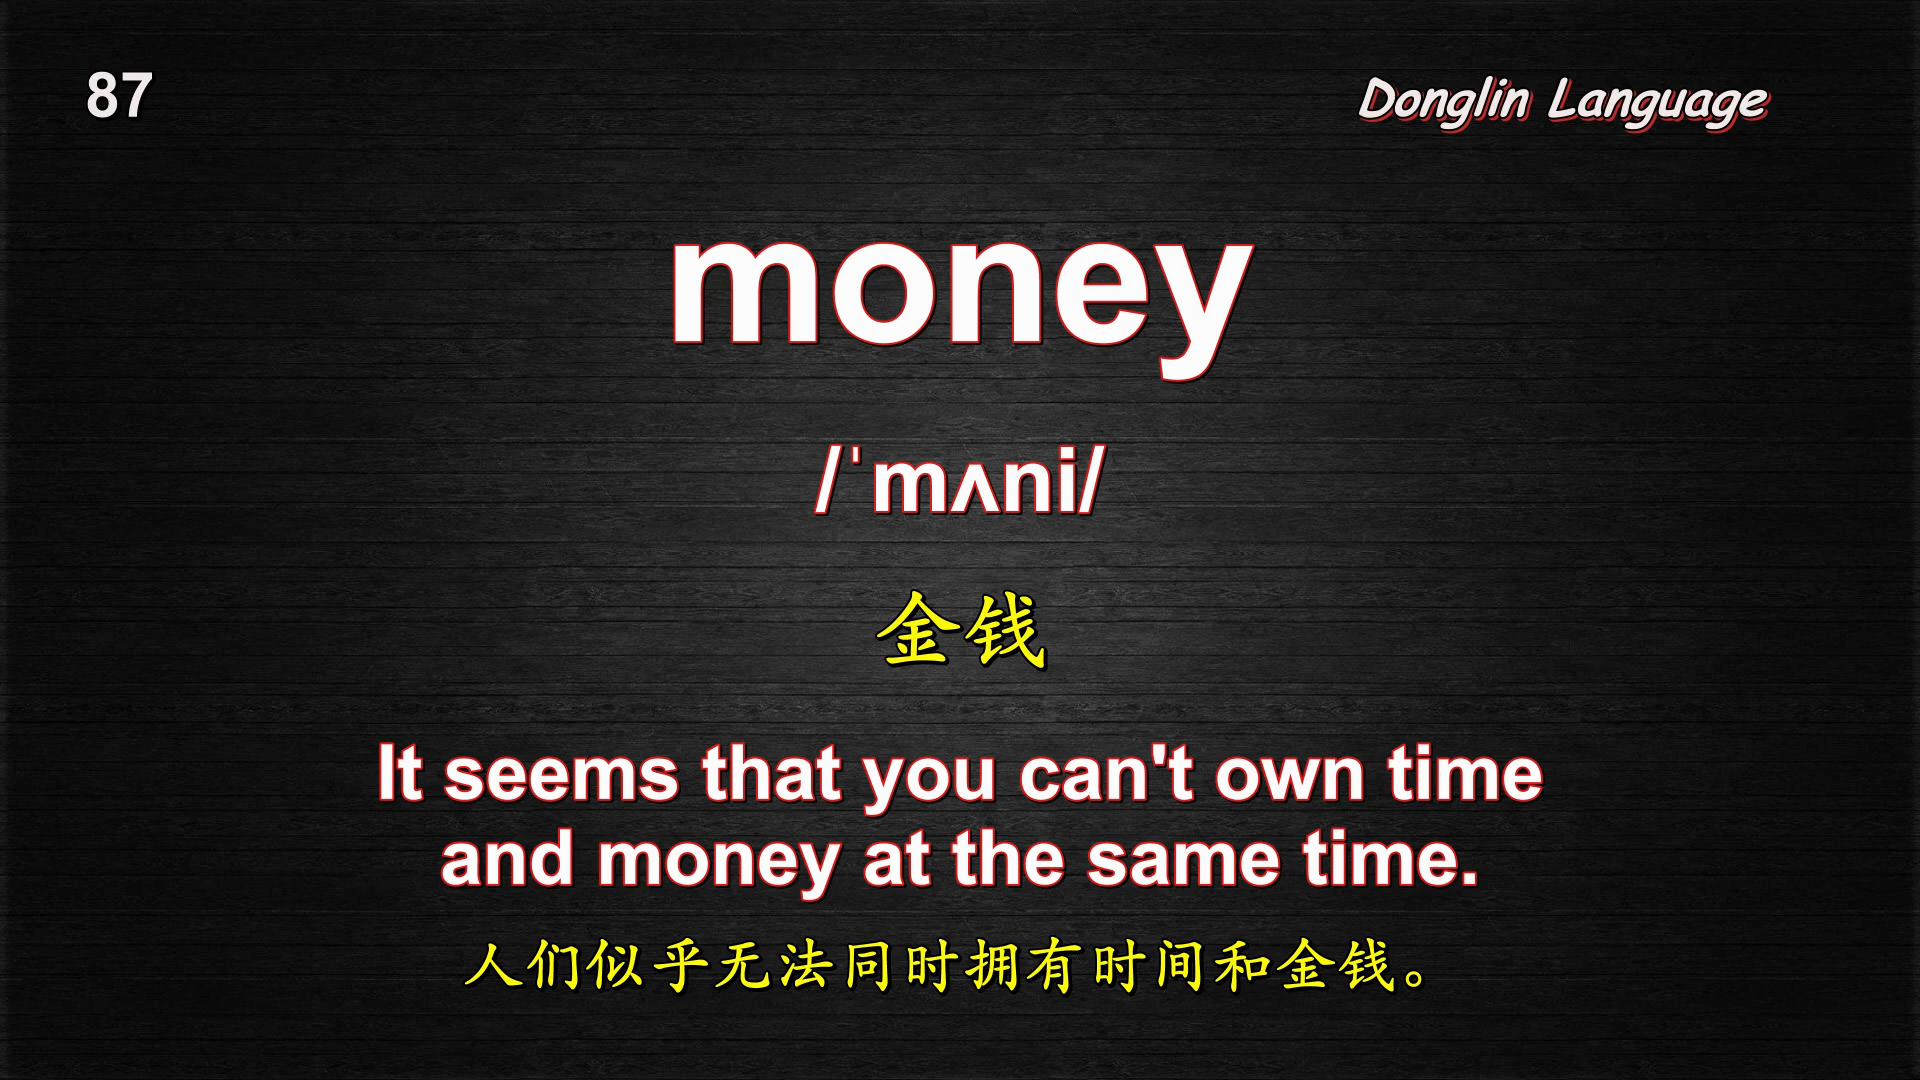 87
Donglin Language
money
/ˈmʌni/
金钱
It seems that you can't own time
and money at the same time.
人们似乎无法同时拥有时间和金钱。